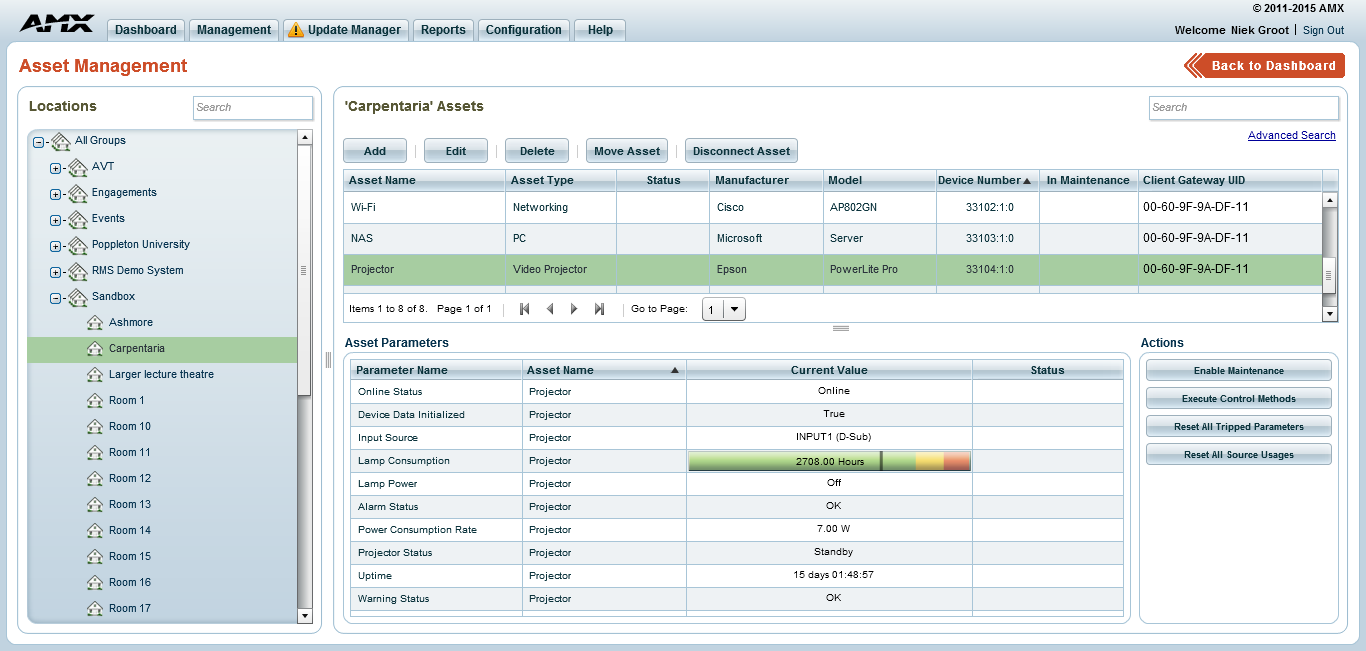 © 2011-2015 AMX
AMX
Dashboard Management Update Manager Reports Configuration Help
Welcome Niek Groot | Sign Out
Asset Management
Back to Dashboard
Locations
Search
All Groups
AVT
Engagements
Events
Poppleton University
RMS Demo System
Sandbox
Ashmore
Carpentaria
Larger lecture theatre
Room 1
Room 10
Room 11
Room 12
Room 13
Room 14
Room 15
Room 16
Room 17
'Carpentaria' Assets
Search
Advanced Search
Add | Edit | Delete | Move Asset | Disconnect Asset
Asset Name Asset Type Status Manufacturer Model Device Number In Maintenance Client Gateway UID
Wi-Fi Networking Cisco AP802GN 33102:1:0 00-60-9F-9A-DF-11
NAS PC Microsoft Server 33103:1:0 00-60-9F-9A-DF-11
Projector Video Projector Epson PowerLite Pro 33104:1:0 00-60-9F-9A-DF-11
Items 1 to 8 of 8. Page 1 of 1 Go to Page: 1
Asset Parameters
Parameter Name Asset Name Current Value Status
Online Status Projector Online
Device Data Initialized Projector True
Input Source Projector INPUT1 (D-Sub)
Lamp Consumption Projector 2708.00 Hours
Lamp Power Projector Off
Alarm Status Projector OK
Power Consumption Rate Projector 7.00 W
Projector Status Projector Standby
Uptime Projector 15 days 01:48:57
Warning Status Projector OK
Actions
Enable Maintenance
Execute Control Methods
Reset All Tripped Parameters
Reset All Source Usages